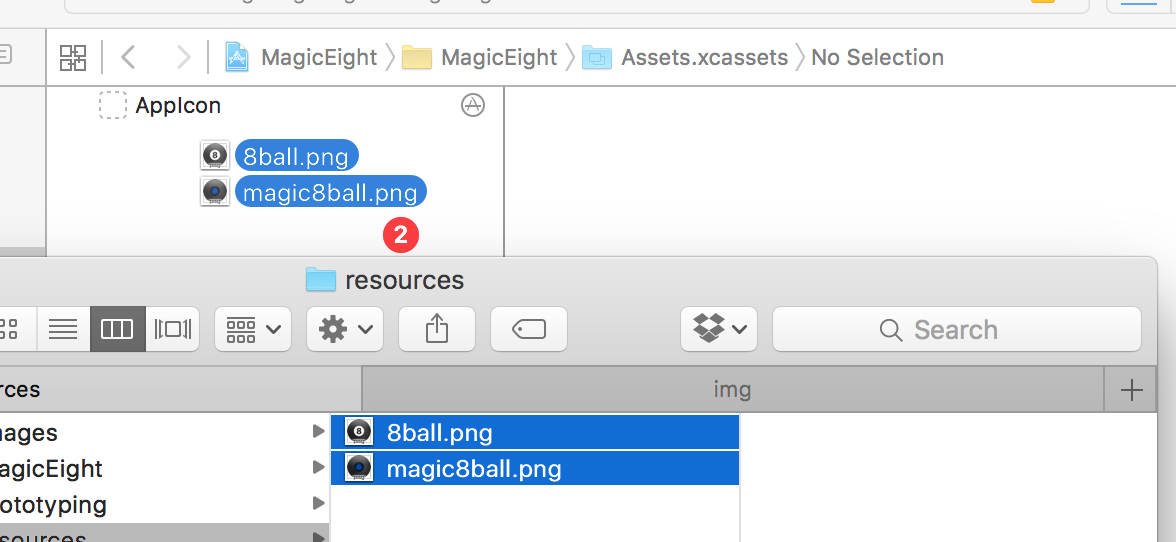 MagicEight MagicEight Assets.xcassets No Selection
AppIcon
8ball.png
magic8ball.png
2
resources
Search
rces img
nages 8ball.png
agicEight magic8ball.png
ototyping
sources